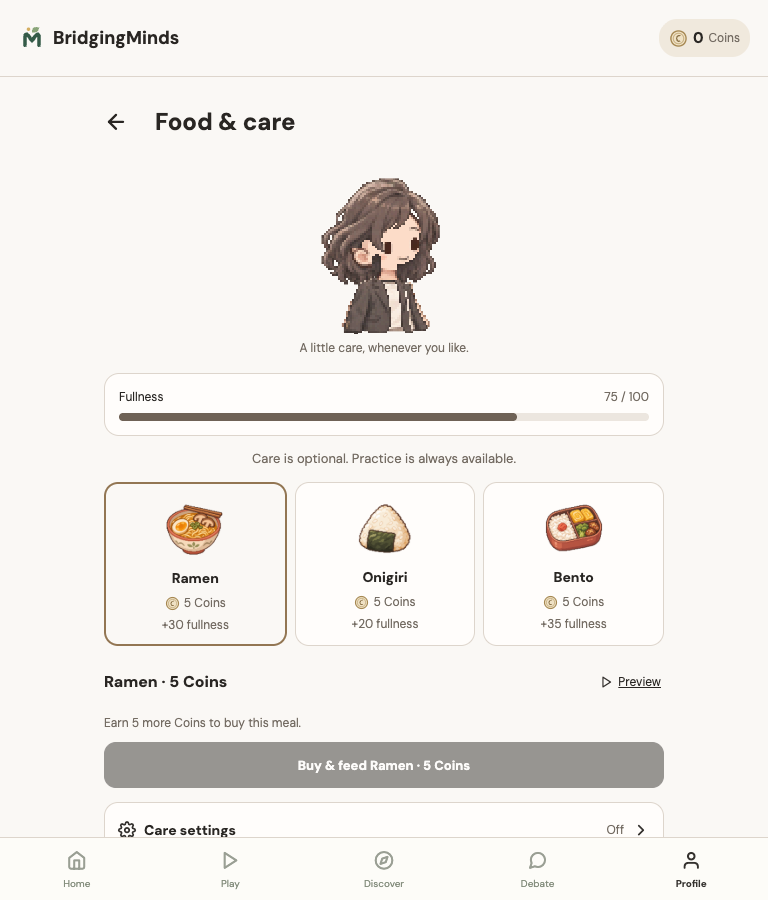 BridgingMinds
0 Coins
Food & care
A little care, whenever you like.
Fullness
75 / 100
Care is optional. Practice is always available.
Ramen
5 Coins
+30 fullness
Onigiri
5 Coins
+20 fullness
Bento
5 Coins
+35 fullness
Ramen · 5 Coins
Preview
Earn 5 more Coins to buy this meal.
Buy & feed Ramen · 5 Coins
Care settings
Off
Home
Play
Discover
Debate
Profile